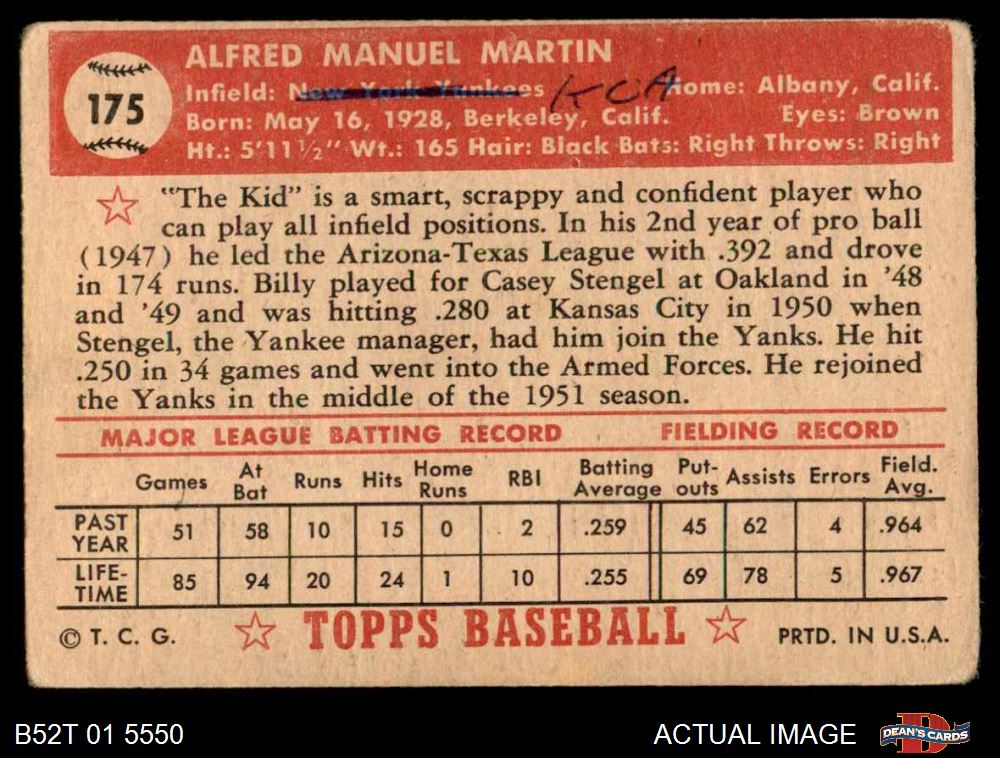 175
ALFRED MANUEL MARTIN
Infield: New York Yankees KCA Home: Albany, Calif.
Born: May 16, 1928, Berkeley, Calif. Eyes: Brown
Ht.: 5'11 ½" Wt.: 165 Hair: Black Bats: Right Throws: Right
"The Kid" is a smart, scrappy and confident player who
can play all infield positions. In his 2nd year of pro ball
(1947) he led the Arizona-Texas League with .392 and drove
in 174 runs. Billy played for Casey Stengel at Oakland in '48
and '49 and was hitting .280 at Kansas City in 1950 when
Stengel, the Yankee manager, had him join the Yanks. He hit
.250 in 34 games and went into the Armed Forces. He rejoined
the Yanks in the middle of the 1951 season.
MAJOR LEAGUE BATTING RECORD FIELDING RECORD
Games At Bat Runs Hits Home Runs RBI Batting Average Put-outs Assists Errors Field. Avg.
PAST YEAR 51 58 10 15 0 2 .259 45 62 4 .964
LIFE-TIME 85 94 20 24 1 10 .255 69 78 5 .967
© T. C. G. TOPPS BASEBALL PRTD. IN U.S.A.
B52T 01 5550 ACTUAL IMAGE DEAN'S CARDS